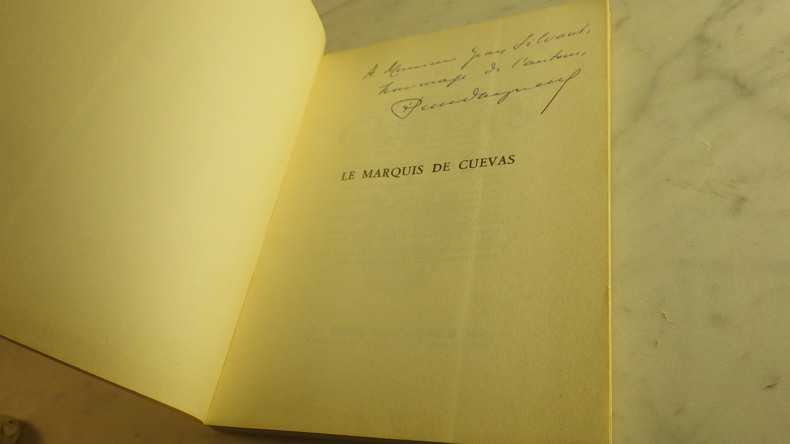 A Monsieur Jean Silvant,
hommage de l'auteur,
LE MARQUIS DE CUEVAS